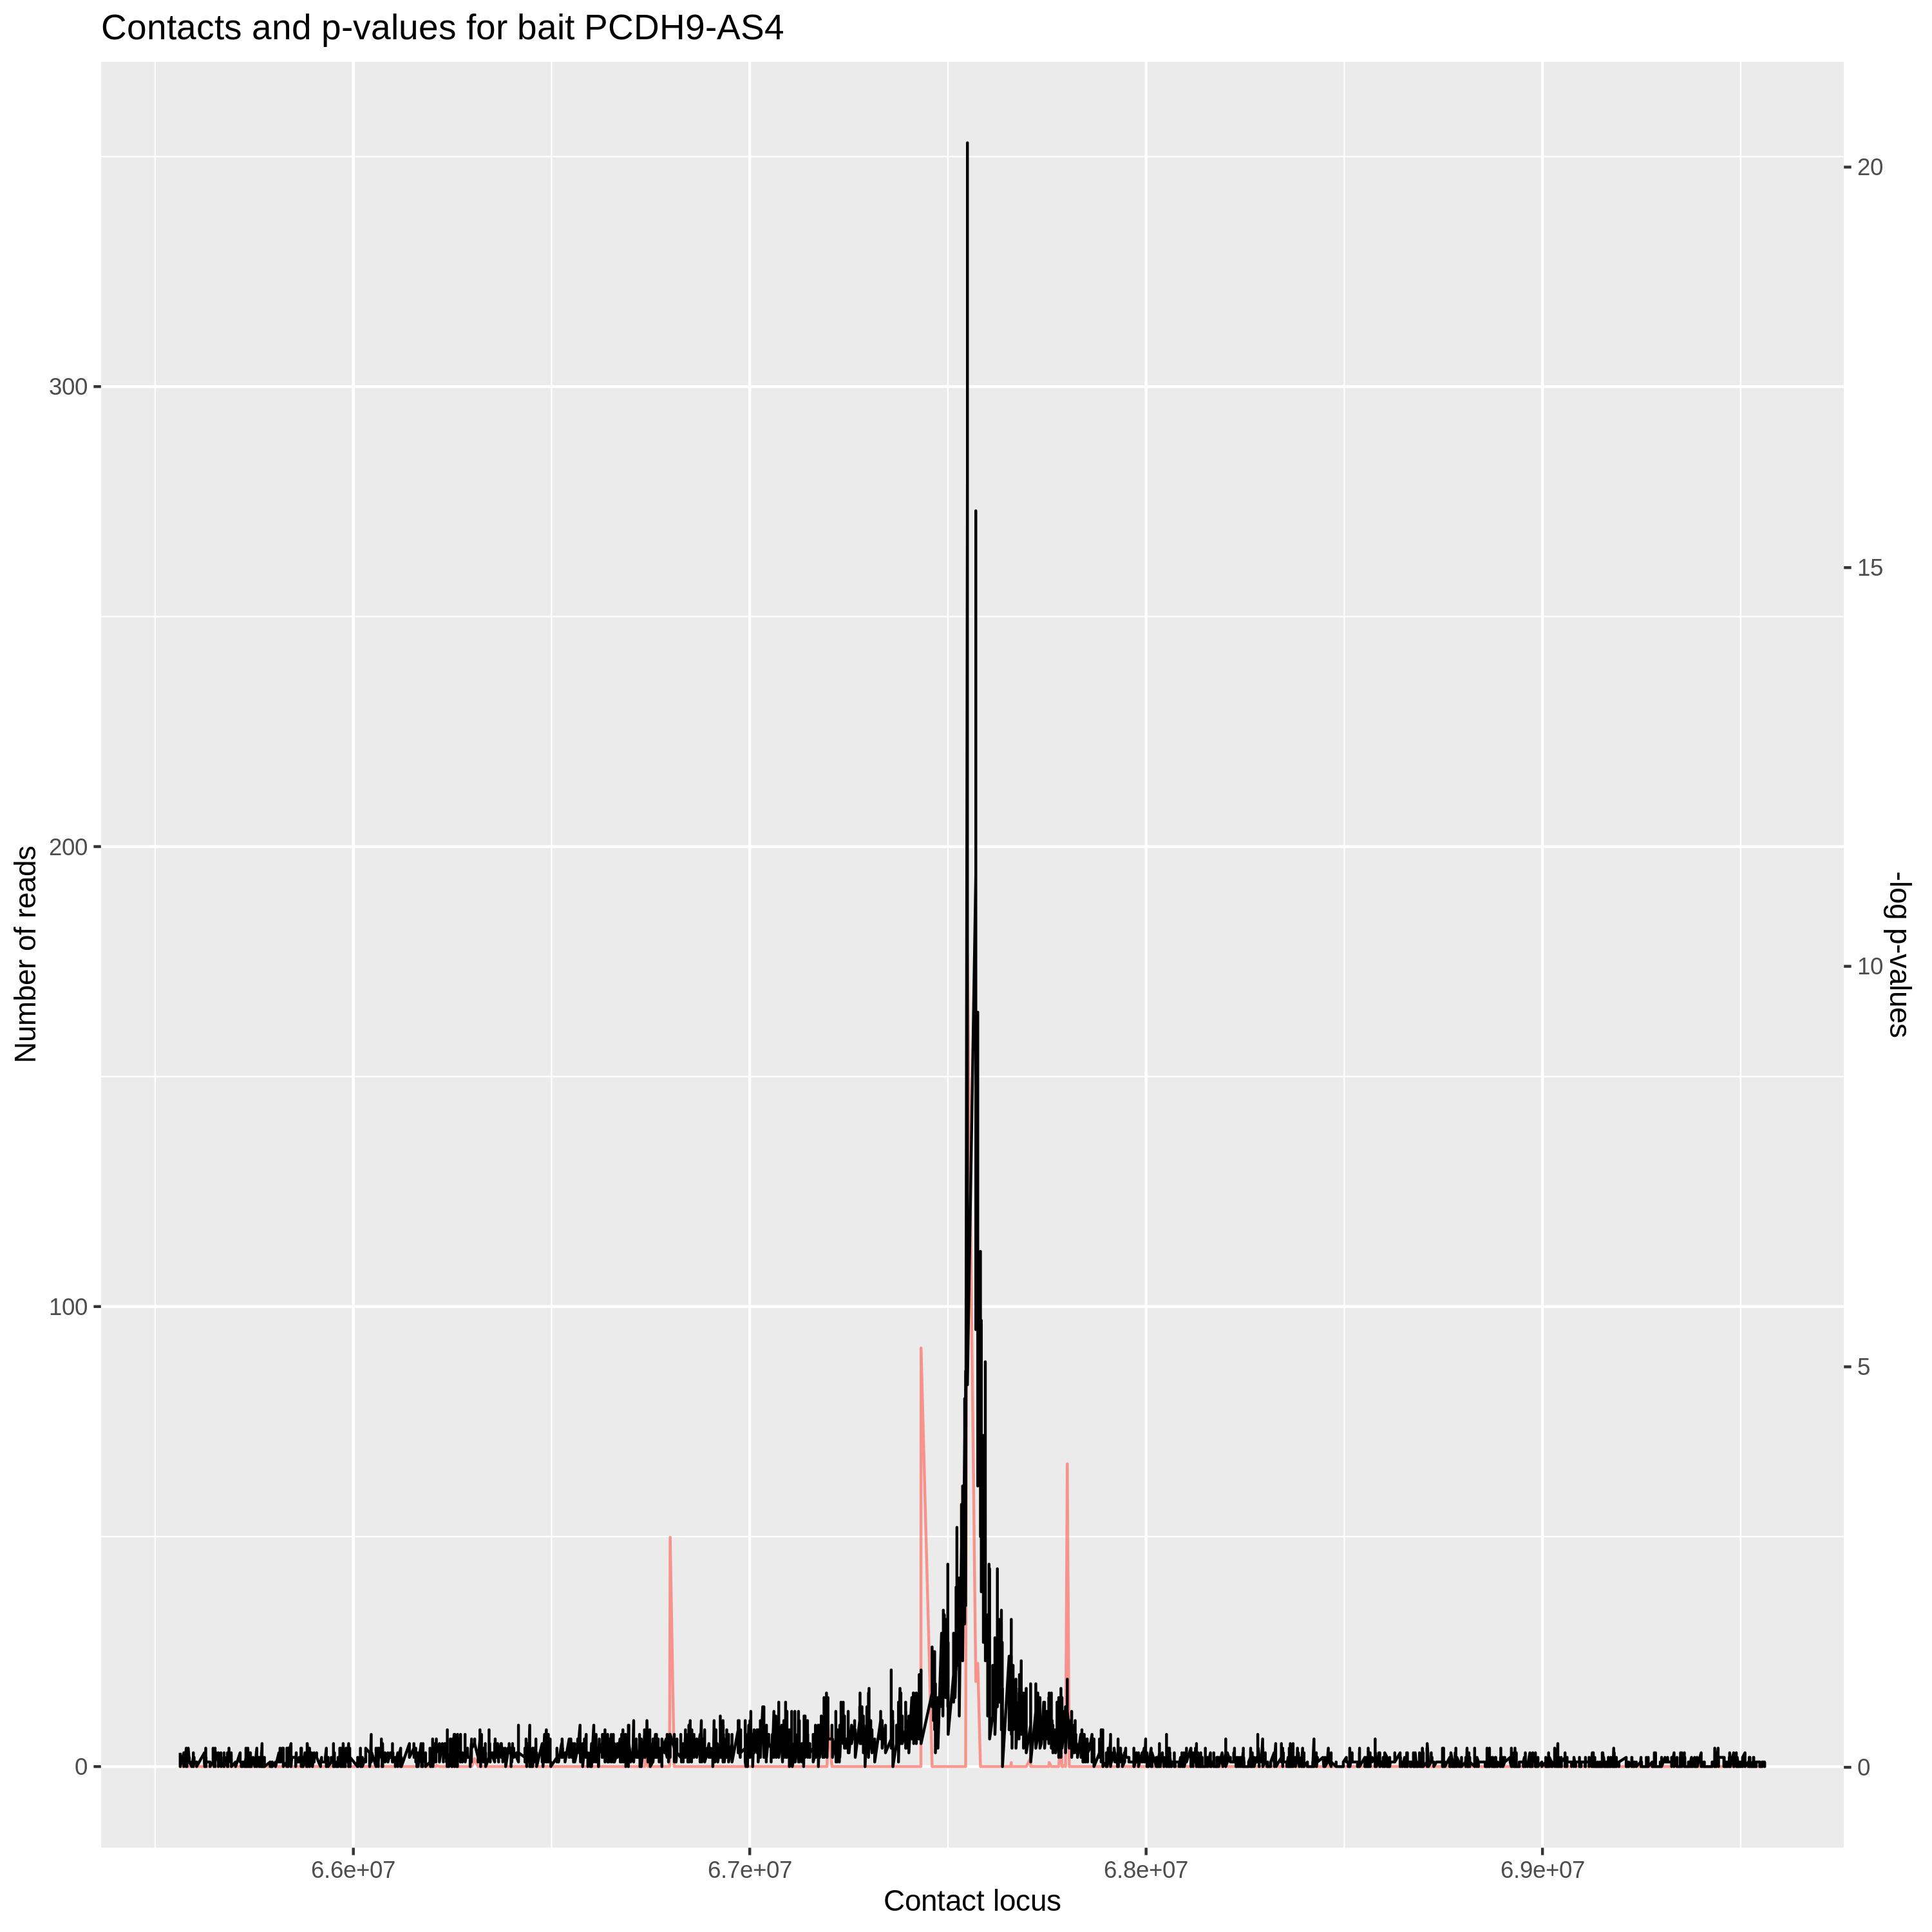 Contacts and p-values for bait PCDH9-AS4
300
200
100
0
Number of reads
20
15
10
5
0
-log p-values
6.6e+07 6.7e+07 6.8e+07 6.9e+07
Contact locus